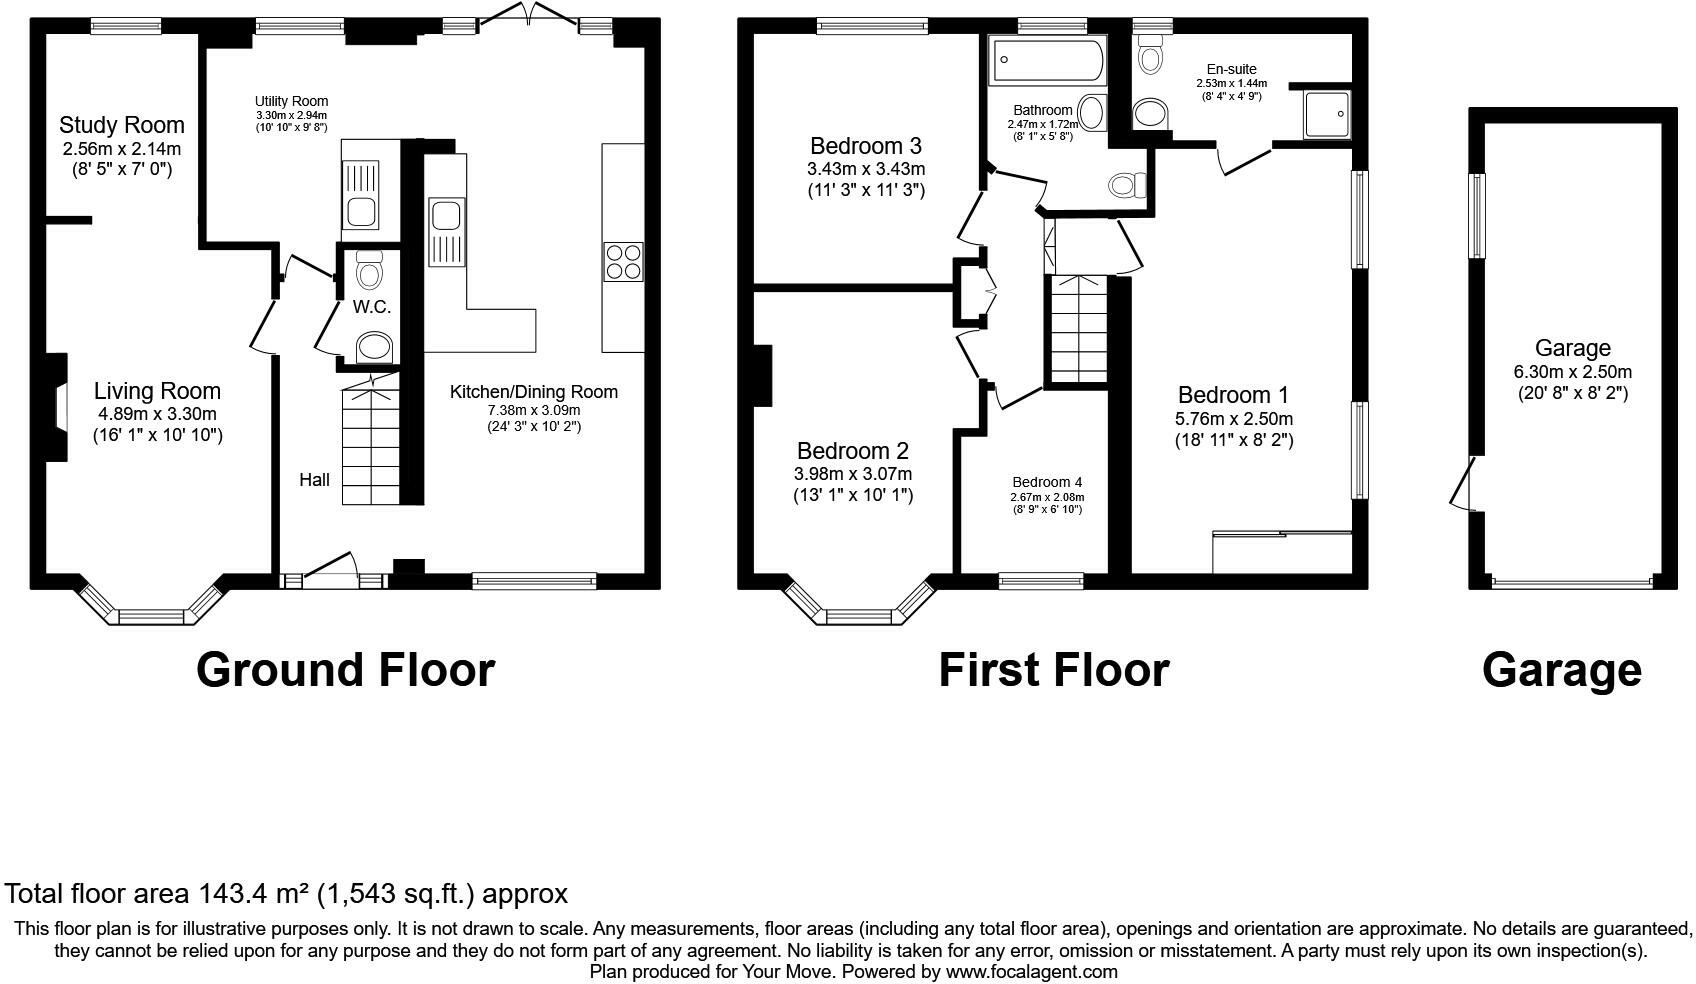 Study Room
2.56m x 2.14m
(8' 5" x 7' 0")
Utility Room
3.30m x 2.94m
(10' 10" x 9' 8")
W.C.
Living Room
4.89m x 3.30m
(16' 1" x 10' 10")
Kitchen/Dining Room
7.38m x 3.09m
(24' 3" x 10' 2")
Hall
Ground Floor
Bedroom 3
3.43m x 3.43m
(11' 3" x 11' 3")
Bathroom
2.47m x 1.72m
(8' 1" x 5' 8")
En-suite
2.53m x 1.44m
(8' 4" x 4' 9")
Bedroom 1
5.76m x 2.50m
(18' 11" x 8' 2")
Bedroom 2
3.98m x 3.07m
(13' 1" x 10' 1")
Bedroom 4
2.67m x 2.08m
(8' 9" x 6' 10")
First Floor
Garage
6.30m x 2.50m
(20' 8" x 8' 2")
Garage
Total floor area 143.4 m² (1,543 sq.ft.) approx
This floor plan is for illustrative purposes only. It is not drawn to scale. Any measurements, floor areas (including any total floor area), openings and orientation are approximate. No details are guaranteed,
they cannot be relied upon for any purpose and they do not form part of any agreement. No liability is taken for any error, omission or misstatement. A party must rely upon its own inspection(s).
Plan produced for Your Move. Powered by www.focalagent.com